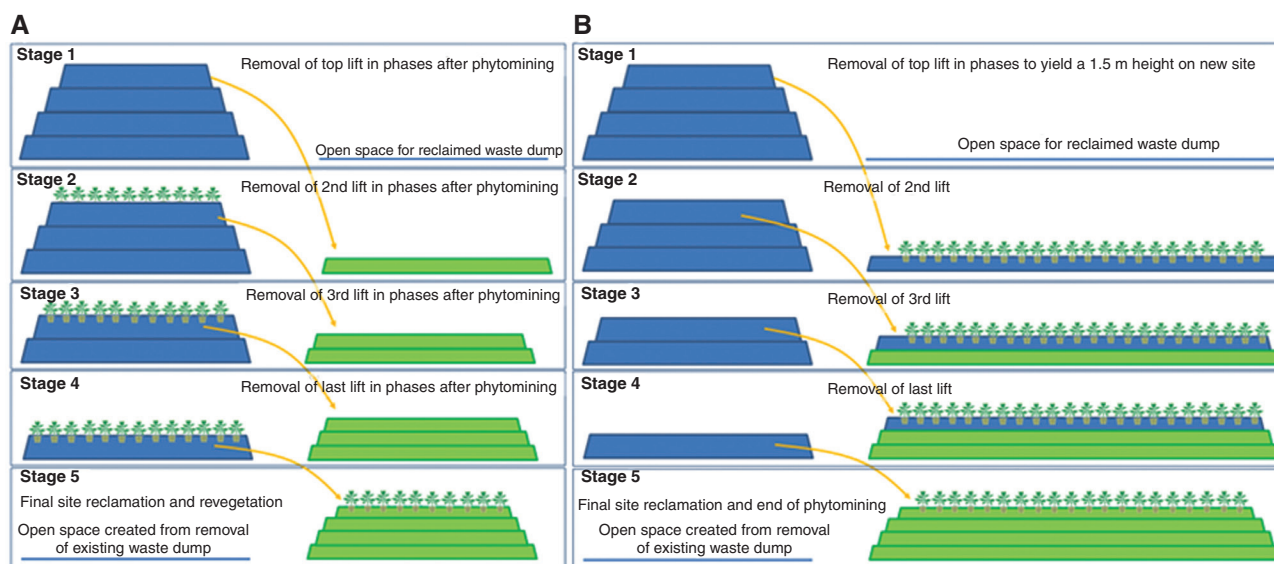 A
Stage 1
Removal of top lift in phases after phytomining
Open space for reclaimed waste dump
Stage 2
Removal of 2nd lift in phases after phytomining
Stage 3
Removal of 3rd lift in phases after phytomining
Stage 4
Removal of last lift in phases after phytomining
Stage 5
Final site reclamation and revegetation
Open space created from removal
of existing waste dump
B
Stage 1
Removal of top lift in phases to yield a 1.5 m height on new site
Open space for reclaimed waste dump
Stage 2
Removal of 2nd lift
Stage 3
Removal of 3rd lift
Stage 4
Removal of last lift
Stage 5
Final site reclamation and end of phytomining
Open space created from removal
of existing waste dump